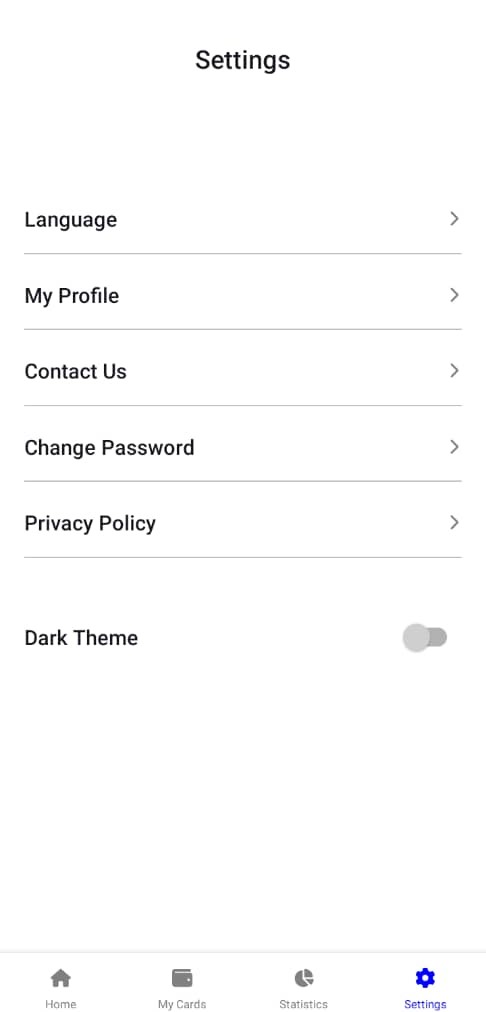 Settings
Language
My Profile
Contact Us
Change Password
Privacy Policy
Dark Theme
Home
My Cards
Statistics
Settings